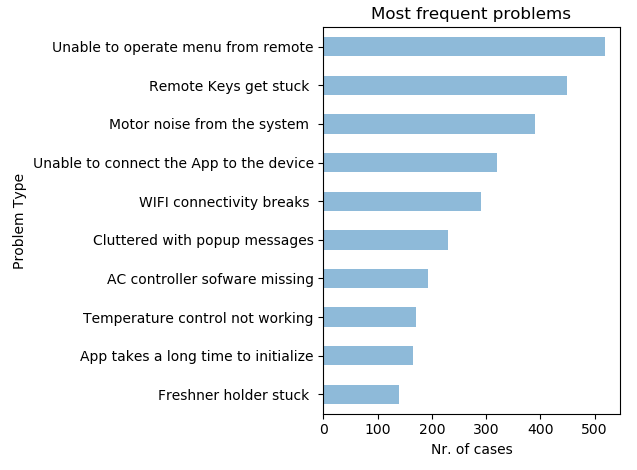 Most frequent problems
Unable to operate menu from remote
Remote Keys get stuck
Motor noise from the system
Unable to connect the App to the device
WIFI connectivity breaks
Cluttered with popup messages
AC controller sofware missing
Temperature control not working
App takes a long time to initialize
Freshner holder stuck
Problem Type
0 100 200 300 400 500
Nr. of cases